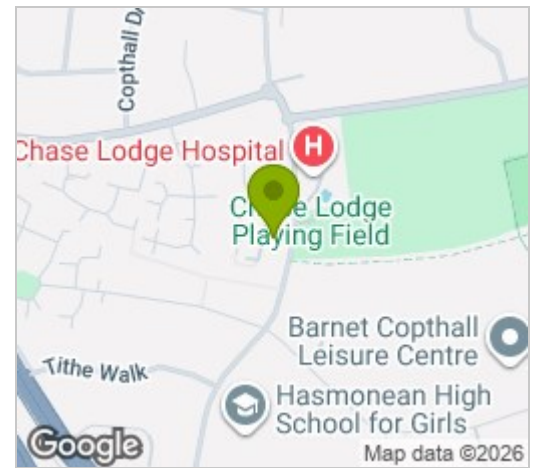 Copthall D
Chase Lodge Hospital
H
Chase Lodge
Playing Field
Barnet Copthall
Leisure Centre
Tithe Walk
Hasmonean High
School for Girls
Google
Map data ©2026